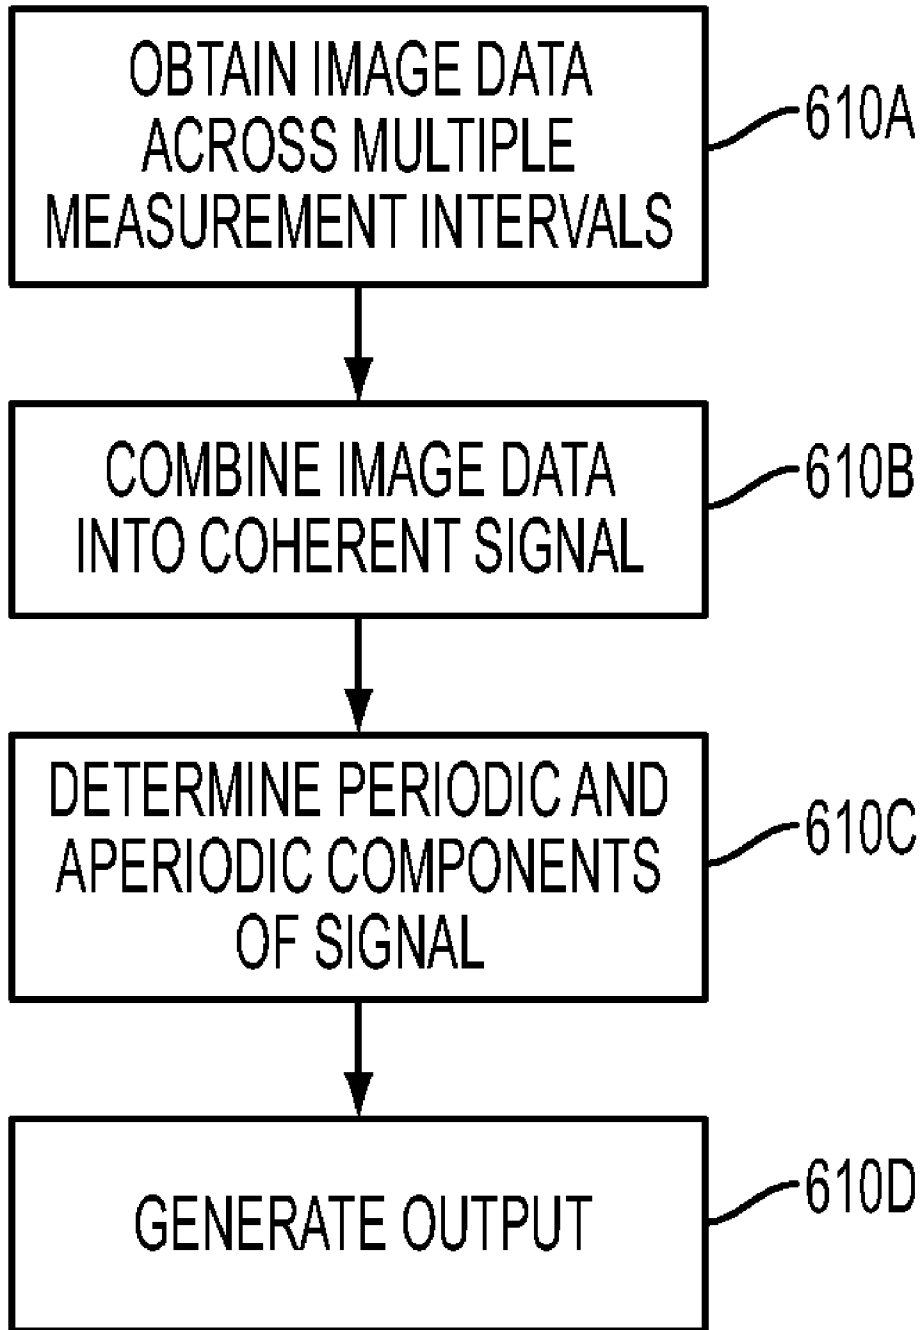 OBTAIN IMAGE DATA
ACROSS MULTIPLE
MEASUREMENT INTERVALS
610A
COMBINE IMAGE DATA
INTO COHERENT SIGNAL
610B
DETERMINE PERIODIC AND
APERIODIC COMPONENTS
OF SIGNAL
610C
GENERATE OUTPUT
610D